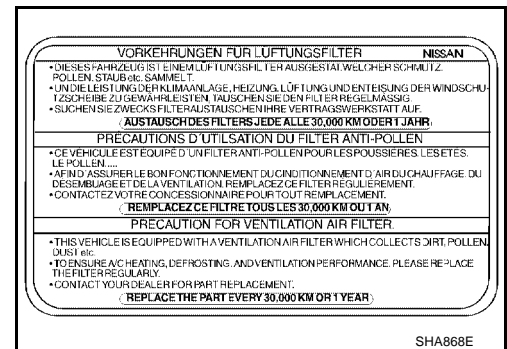 VORKEHRUNGEN FÜR LÜFTUNGSFILTER NISSAN
•DIESES FAHRZEUG IST EINEM LÜFTUNGSFILTER AUSGESTAT.WELCHER SCHMUTZ.
POLLEN. STAUB etc. SAMMELT.
•UN DIE LEISTUNG DER KLIMAANLAGE, HEIZUNG. LÜFTUNG UND ENTEISUNG DER WINDSCHU-
TZSCHEIBE ZU GEWÄHRLEISTEN, TAUSCHEN SIE DEN FILTER REGELMÄSSIG.
•SUCHEN SIE ZWECKS FILTERAUSTAUSCHEN IHRE VERTRAGSWERKSTATT AUF.
(AUSTAUSCH DES FILTERS JEDE ALLE 30,000 KM ODER 1 JAHR)
PRÉCAUTIONS D'UTILSATION DU FILTER ANTI-POLLEN
•CE VÉHICULE EST ÉQUIPÉ D'UN FILTER ANTI-POLLEN POUR LES POUSSIÈRES. LES ÉTÉS.
LE POLLEN.....
•AFIN D'ASSURER LE BON FONCTIONNEMENT DU CINDITIONNEMENT D'AIR DU CHAUFFAGE. DU
DESEMBUAGE ET DE LA VENTILATION. REMPLACEZ CE FILTER RÉGULIÈREMENT.
•CONTACTEZ VOTRE CONCESSIONNAIRE POUR TOUT REMPLACEMENT.
(REMPLACEZ CE FILTRE TOUS LES 30,000 KM OU 1 AN)
PRECAUTION FOR VENTILATION AIR FILTER.
•THIS VEHICLE IS EQUIPPED WITH A VENTILATION AIR FILTER WHICH COLLECTS DIRT, POLLEN,
DUST etc.
•TO ENSURE A/C HEATING, DEFROSTING. AND VENTILATION PERFORMANCE. PLEASE REPLACE
THE FILTER REGULARLY.
•CONTACT YOUR DEALER FOR PART REPLACEMENT.
(REPLACE THE PART EVERY 30,000 KM OR 1 YEAR)
SHA868E